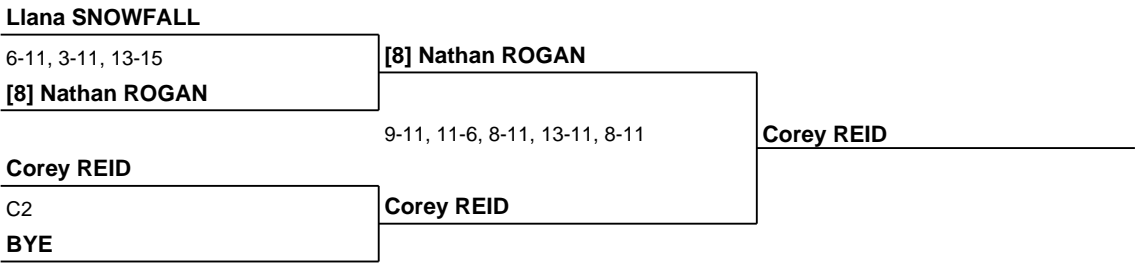 Llana SNOWFALL
6-11, 3-11, 13-15
[8] Nathan ROGAN
[8] Nathan ROGAN
9-11, 11-6, 8-11, 13-11, 8-11
Corey REID
Corey REID
C2
Corey REID
BYE